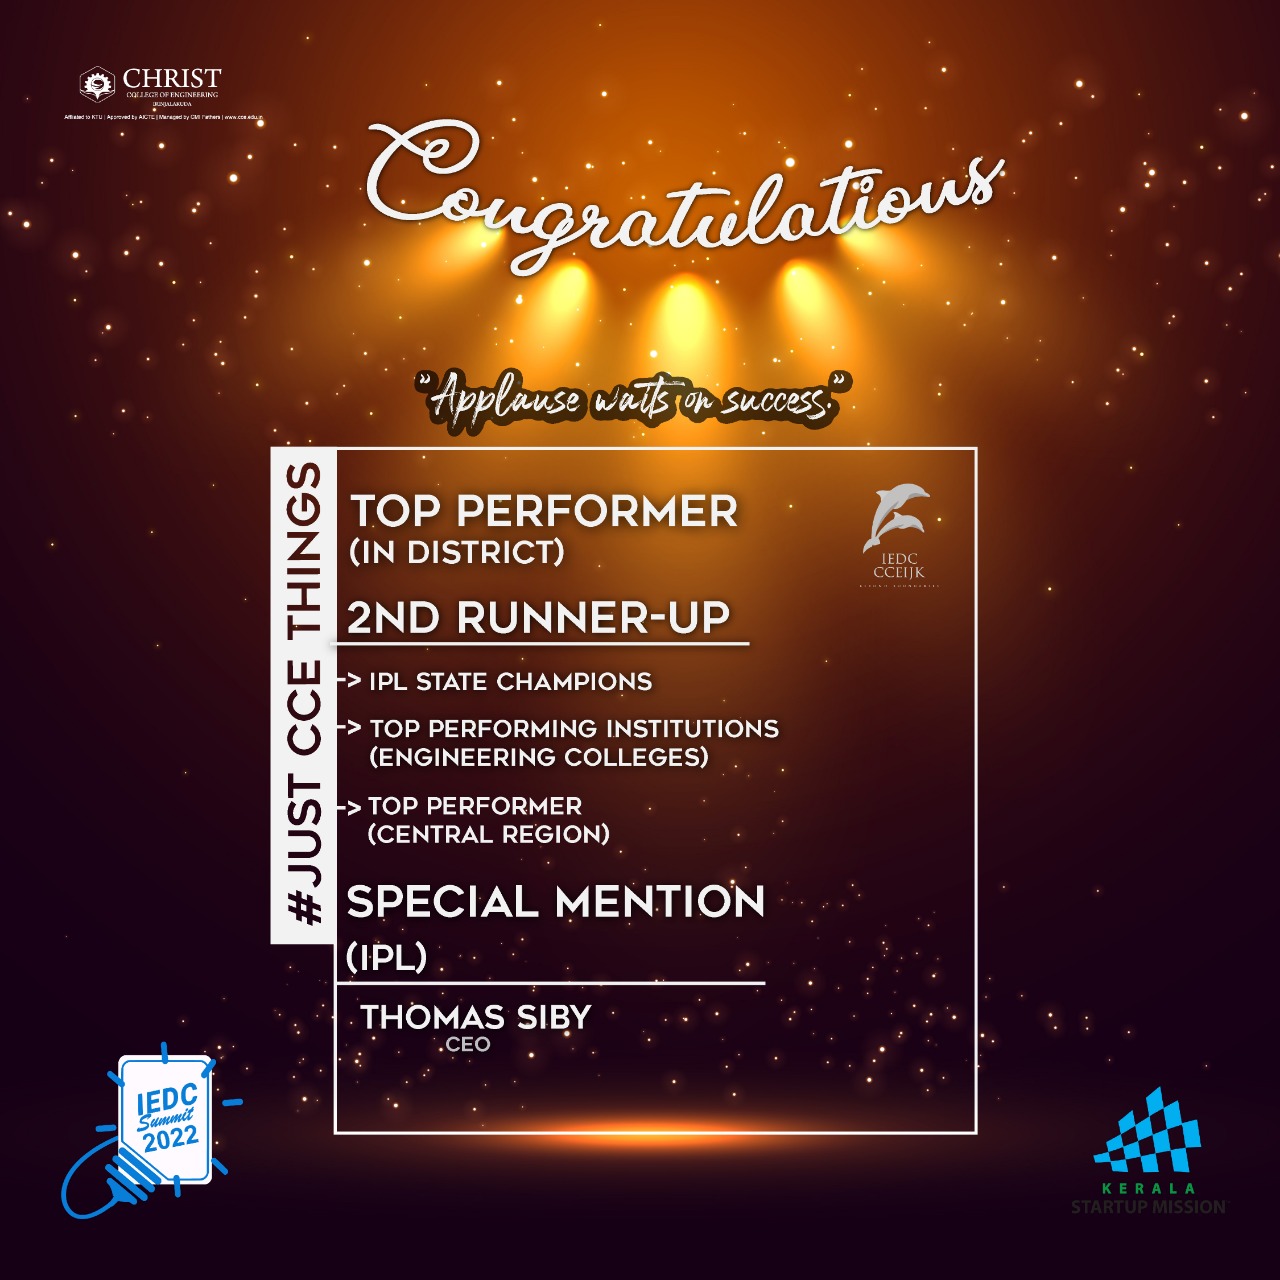 CHRIST
COLLEGE OF ENGINEERING
IRINJALAKUDA
Affiliated to KTU | Approved by AICTE | Managed by CMI Fathers | www.cce.edu.in
Congratulations
"Applause waits on success."
#JUST CCE THINGS
TOP PERFORMER
(IN DISTRICT)
IEDC
CCEIJK
2ND RUNNER-UP
-> IPL STATE CHAMPIONS
-> TOP PERFORMING INSTITUTIONS
(ENGINEERING COLLEGES)
-> TOP PERFORMER
(CENTRAL REGION)
SPECIAL MENTION
(IPL)
THOMAS SIBY
CEO
IEDC
Summit
2022
KERALA
STARTUP MISSION